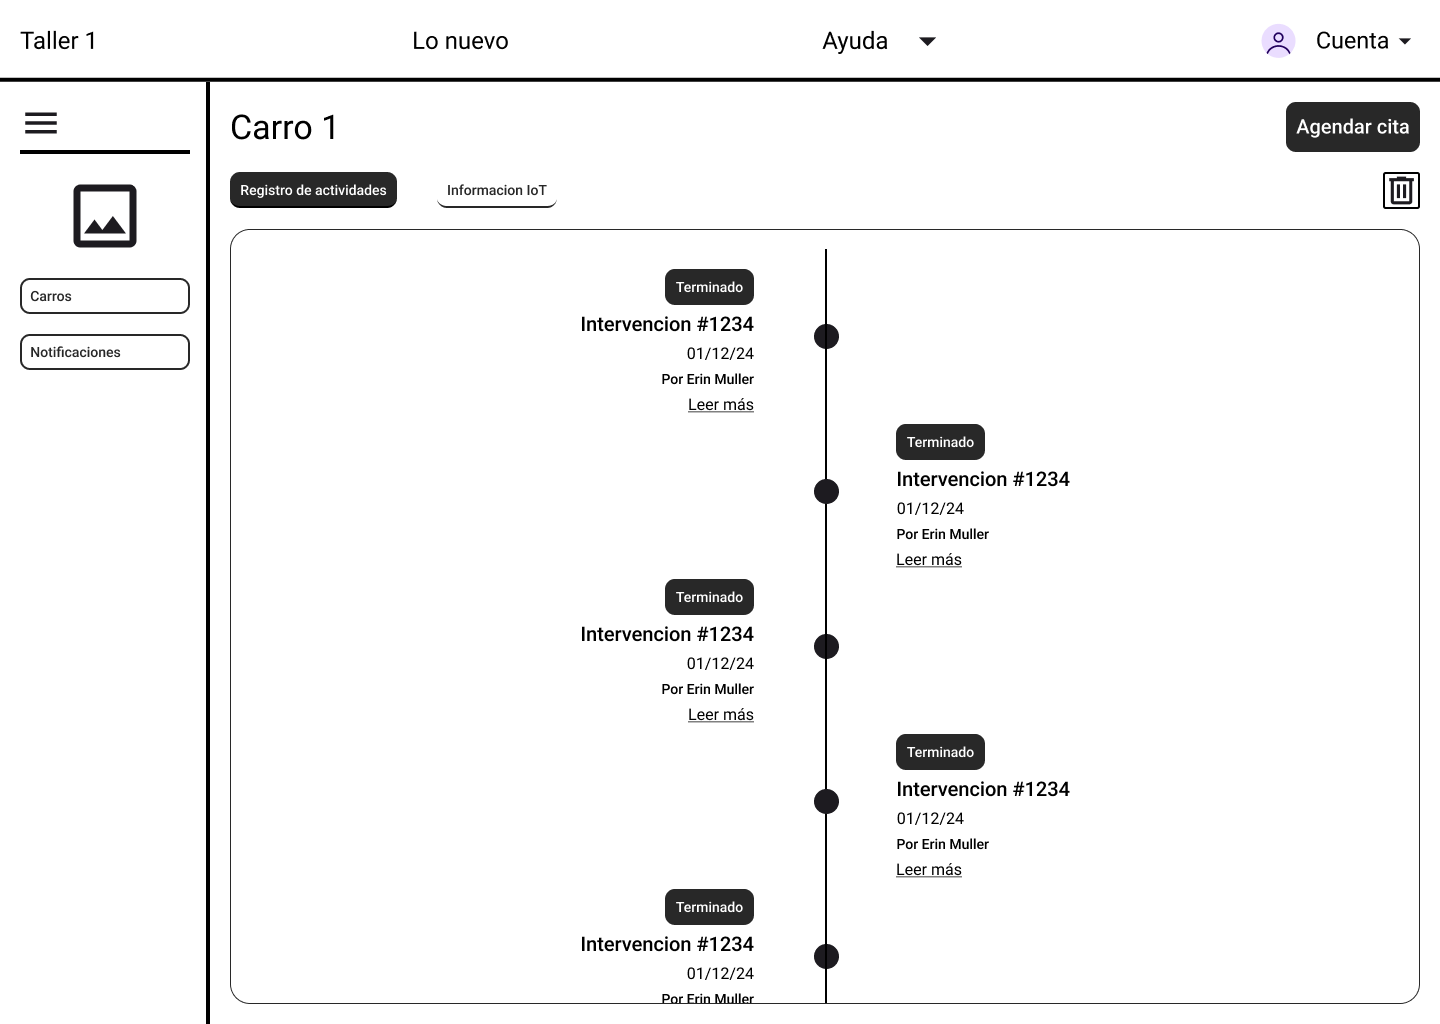 Taller 1
Lo nuevo
Ayuda
Cuenta
Carro 1
Agendar cita
Registro de actividades
Informacion IoT
Carros
Notificaciones
Terminado
Intervencion #1234
01/12/24
Por Erin Muller
Leer más
Terminado
Intervencion #1234
01/12/24
Por Erin Muller
Leer más
Terminado
Intervencion #1234
01/12/24
Por Erin Muller
Leer más
Terminado
Intervencion #1234
01/12/24
Por Erin Muller
Leer más
Terminado
Intervencion #1234
01/12/24
Por Erin Muller